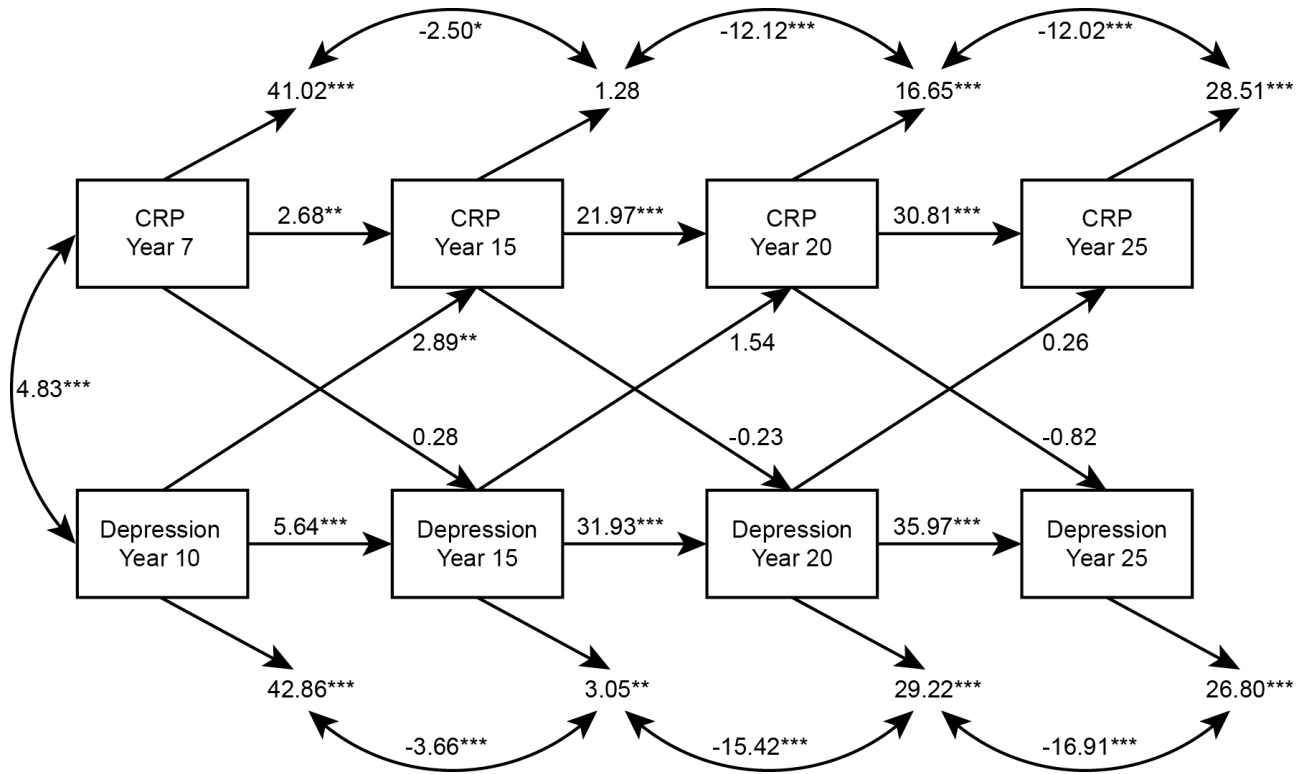 -2.50*
-12.12***
-12.02***
41.02***
1.28
16.65***
28.51***
CRP
Year 7
2.68**
CRP
Year 15
21.97***
CRP
Year 20
30.81***
CRP
Year 25
2.89**
1.54
0.26
4.83***
0.28
-0.23
-0.82
Depression
Year 10
5.64***
Depression
Year 15
31.93***
Depression
Year 20
35.97***
Depression
Year 25
42.86***
3.05**
29.22***
26.80***
-3.66***
-15.42***
-16.91***